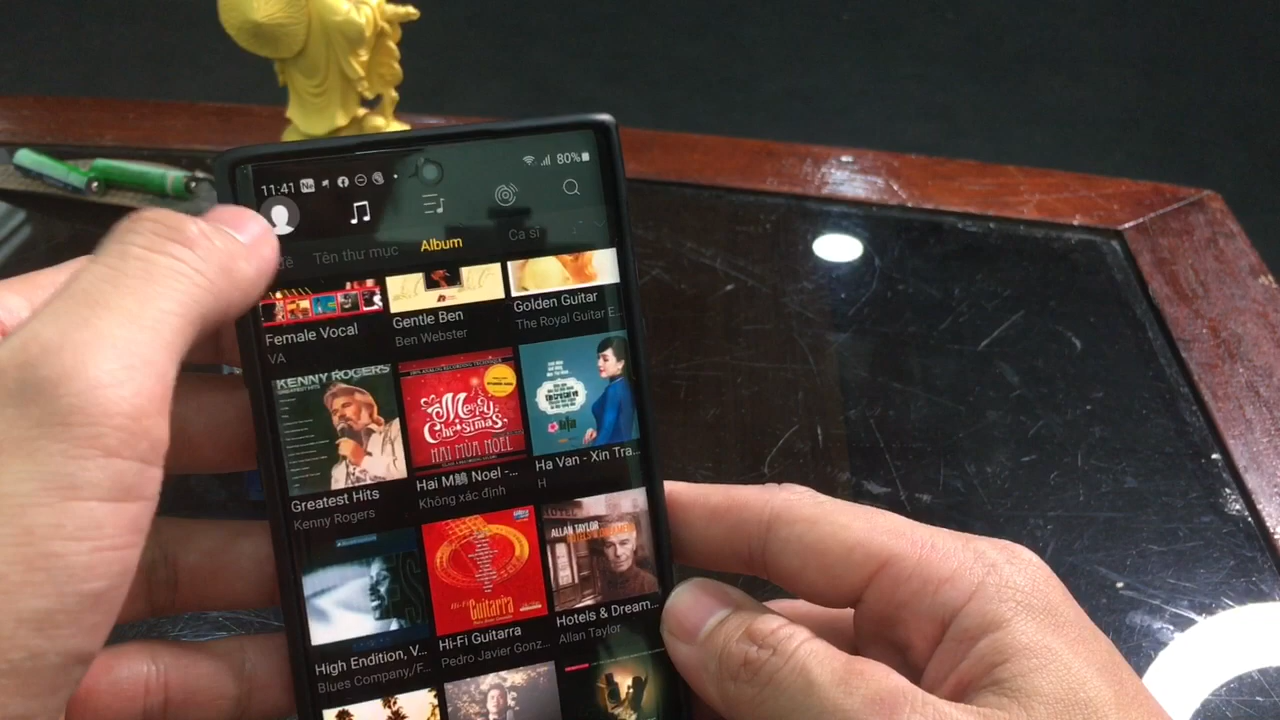 11:41
80%
Tên thư mục
Album
Ca sĩ
Female Vocal
VA
Gentle Ben
Ben Webster
Golden Guitar
The Royal Guitar E...
KENNY ROGERS
GREATEST HITS
Merry
Christmas
HAI MÙA NOEL
Greatest Hits
Kenny Rogers
Hai M鵤 Noel -...
Không xác định
Ha Van - Xin Tra...
H
Hi-Fi
Guitarra
ALLAN TAYLOR
High Endition, V...
Blues Company,/F...
Hi-Fi Guitarra
Pedro Javier Gonz...
Hotels & Dream...
Allan Taylor